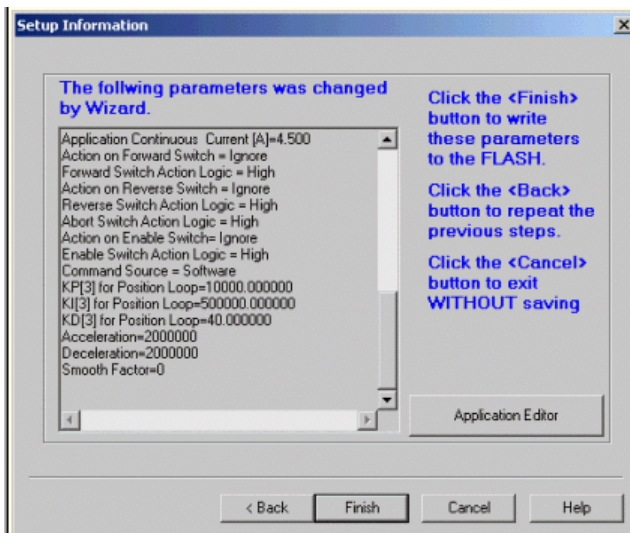 Setup Information
The follwing parameters was changed
by Wizard.
Application Continuous Current [A]=4.500
Action on Forward Switch = Ignore
Forward Switch Action Logic = High
Action on Reverse Switch = Ignore
Reverse Switch Action Logic = High
Abort Switch Action Logic = High
Action on Enable Switch= Ignore
Enable Switch Action Logic = High
Command Source = Software
KP[3] for Position Loop=10000.000000
KI[3] for Position Loop=500000.000000
KD[3] for Position Loop=40.000000
Acceleration=2000000
Deceleration=2000000
Smooth Factor=0
Click the <Finish>
button to write
these parameters
to the FLASH.
Click the <Back>
button to repeat the
previous steps.
Click the <Cancel>
button to exit
WITHOUT saving
Application Editor
< Back
Finish
Cancel
Help